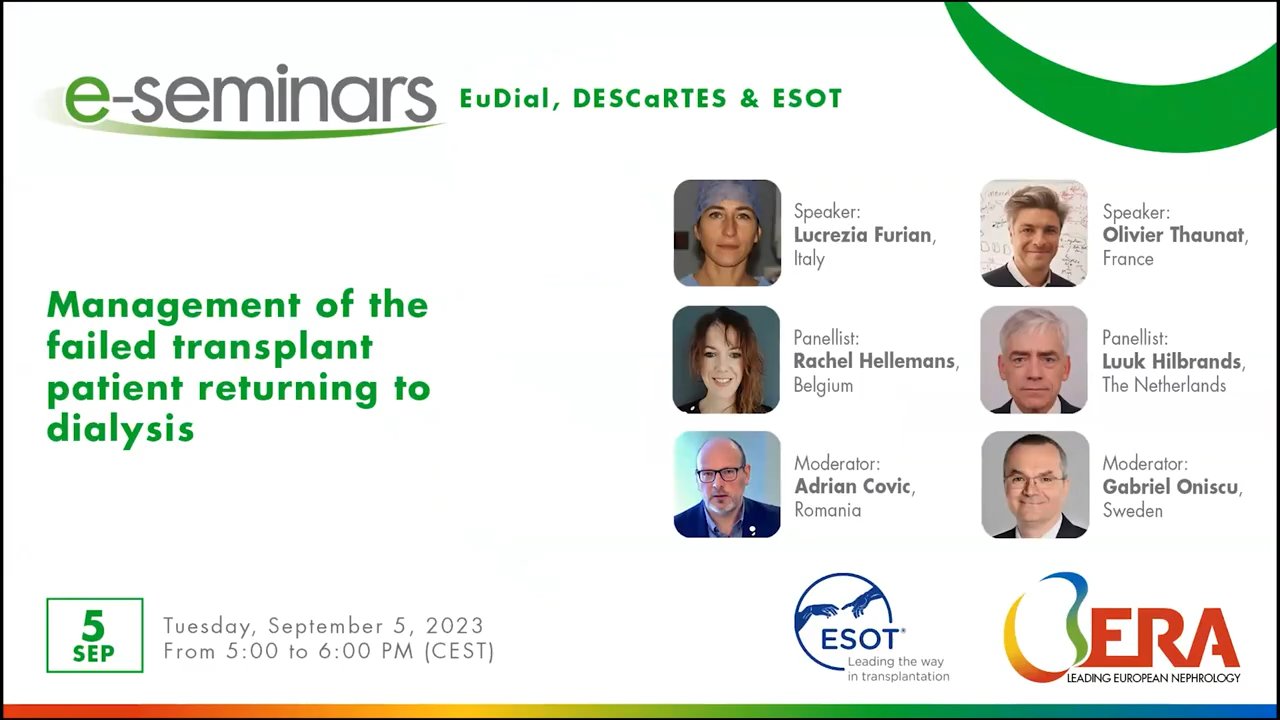 e-seminars
EuDial, DESCaRTES & ESOT
Management of the
failed transplant
patient returning to
dialysis
Speaker:
Lucrezia Furian,
Italy
Speaker:
Olivier Thaunat,
France
Panellist:
Rachel Hellemans,
Belgium
Panellist:
Luuk Hilbrands,
The Netherlands
Moderator:
Adrian Covic,
Romania
Moderator:
Gabriel Oniscu,
Sweden
5
SEP
Tuesday, September 5, 2023
From 5:00 to 6:00 PM (CEST)
ESOT®
Leading the way
in transplantation
ERA
LEADING EUROPEAN NEPHROLOGY